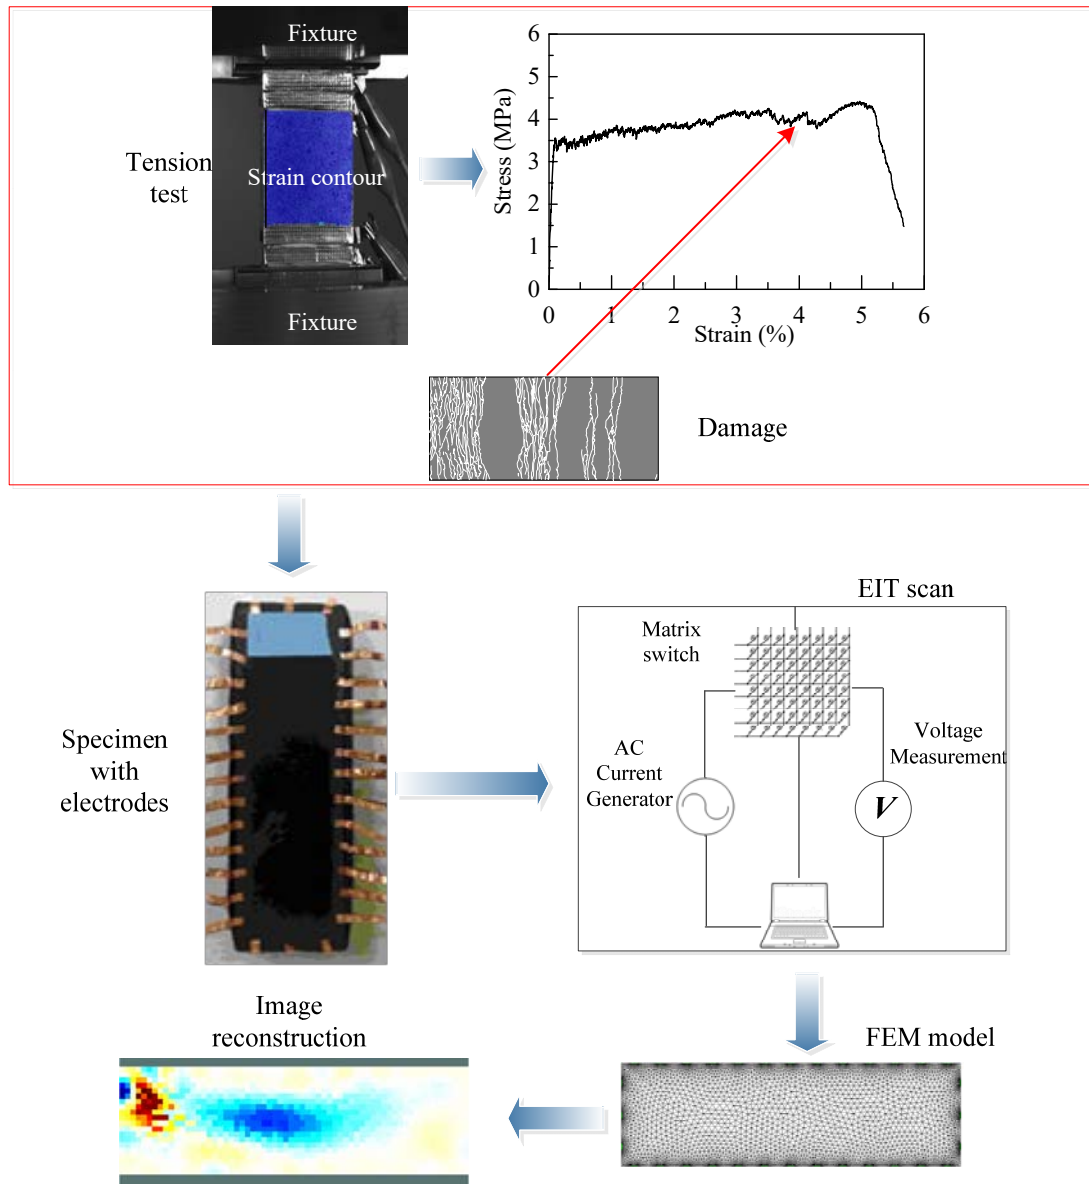 Fixture
Tension
test
Strain contour
Fixture
Stress (MPa)
6
5
4
3
2
1
0
0 1 2 3 4 5 6
Strain (%)
Damage
EIT scan
Matrix
switch
Specimen
with
electrodes
AC
Current
Generator
Voltage
Measurement
V
Image
reconstruction
FEM model